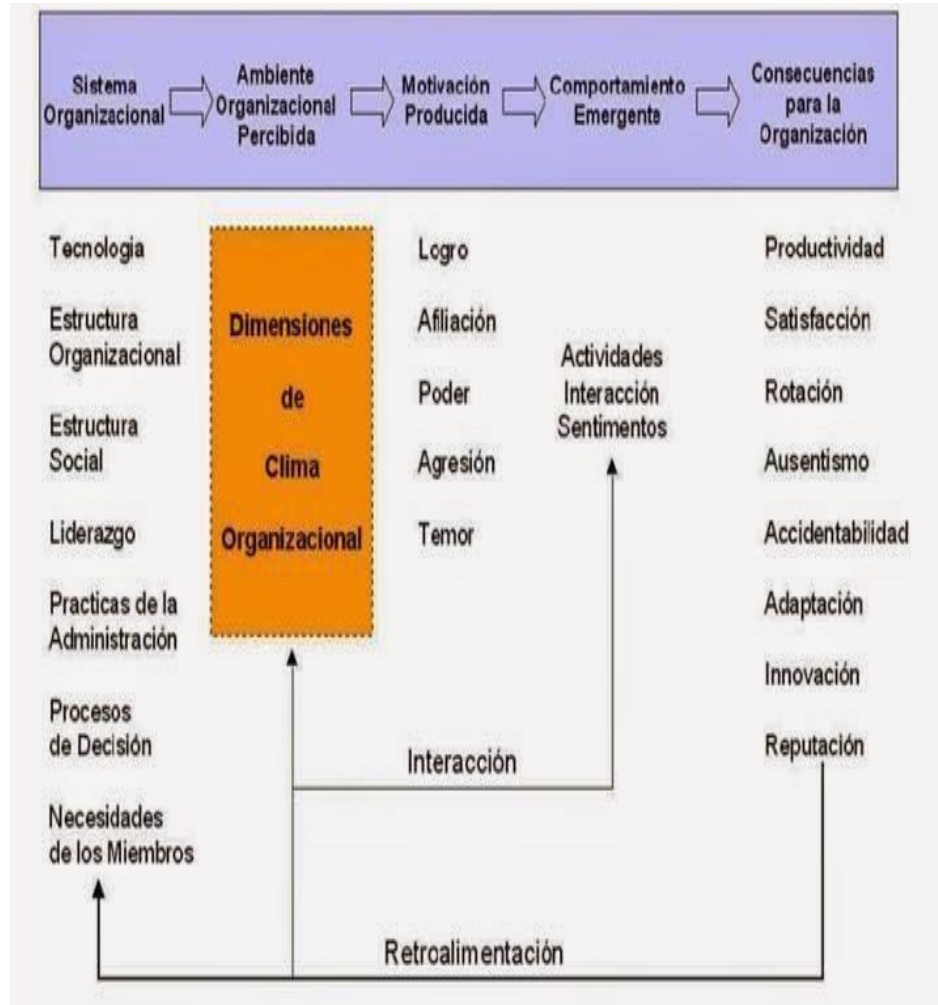 Sistema
Organizacional
Ambiente
Organizacional
Percibida
Motivación
Producida
Comportamiento
Emergente
Consecuencias
para la
Organización
Tecnologia
Estructura
Organizacional
Estructura
Social
Liderazgo
Practicas de la
Administración
Procesos
de Decisión
Necesidades
de los Miembros
Dimensiones
de
Clima
Organizacional
Logro
Afiliación
Poder
Agresión
Temor
Actividades
Interacción
Sentimentos
Productividad
Satisfacción
Rotación
Ausentismo
Accidentabilidad
Adaptación
Innovación
Reputación
Interacción
Retroalimentación